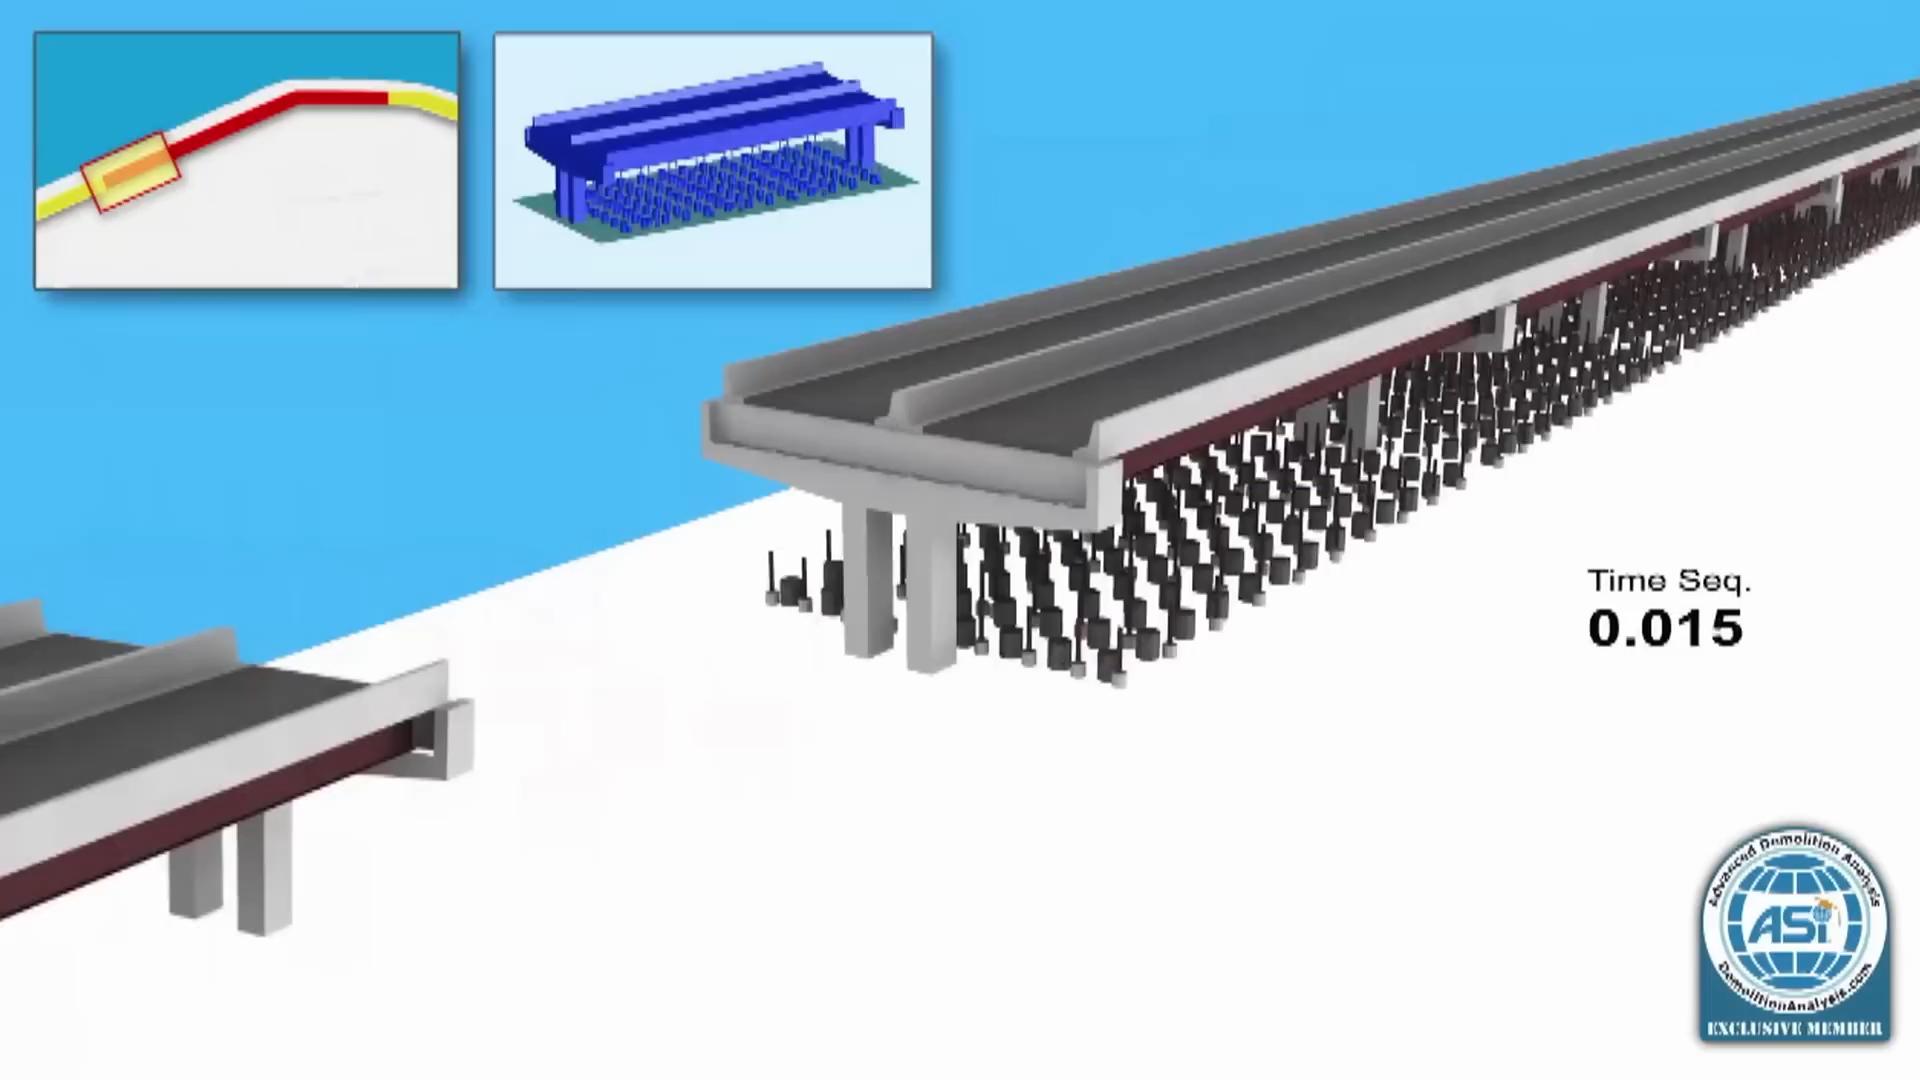 Time Seq.
0.015
Advanced Demolition Analysis
ASi
DemolitionAnalysis.com
EXCLUSIVE MEMBER